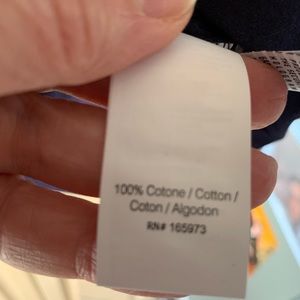 100% Cotone / Cotton /
Coton / Algodon
RN# 165973